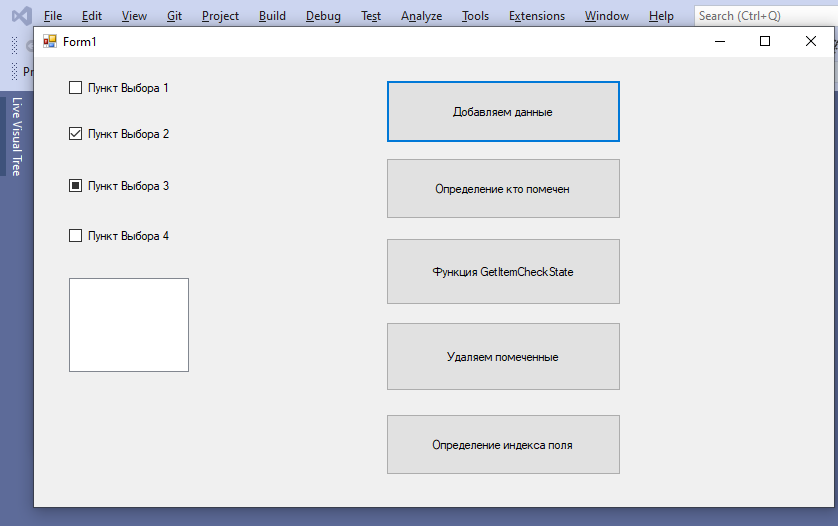 File Edit View Git Project Build Debug Test Analyze Tools Extensions Window Help Search (Ctrl+Q)
Form1
Live Visual Tree
Пункт Выбора 1
Пункт Выбора 2
Пункт Выбора 3
Пункт Выбора 4
Добавляем данные
Определение кто помечен
Функция GetItemCheckState
Удаляем помеченные
Определение индекса поля